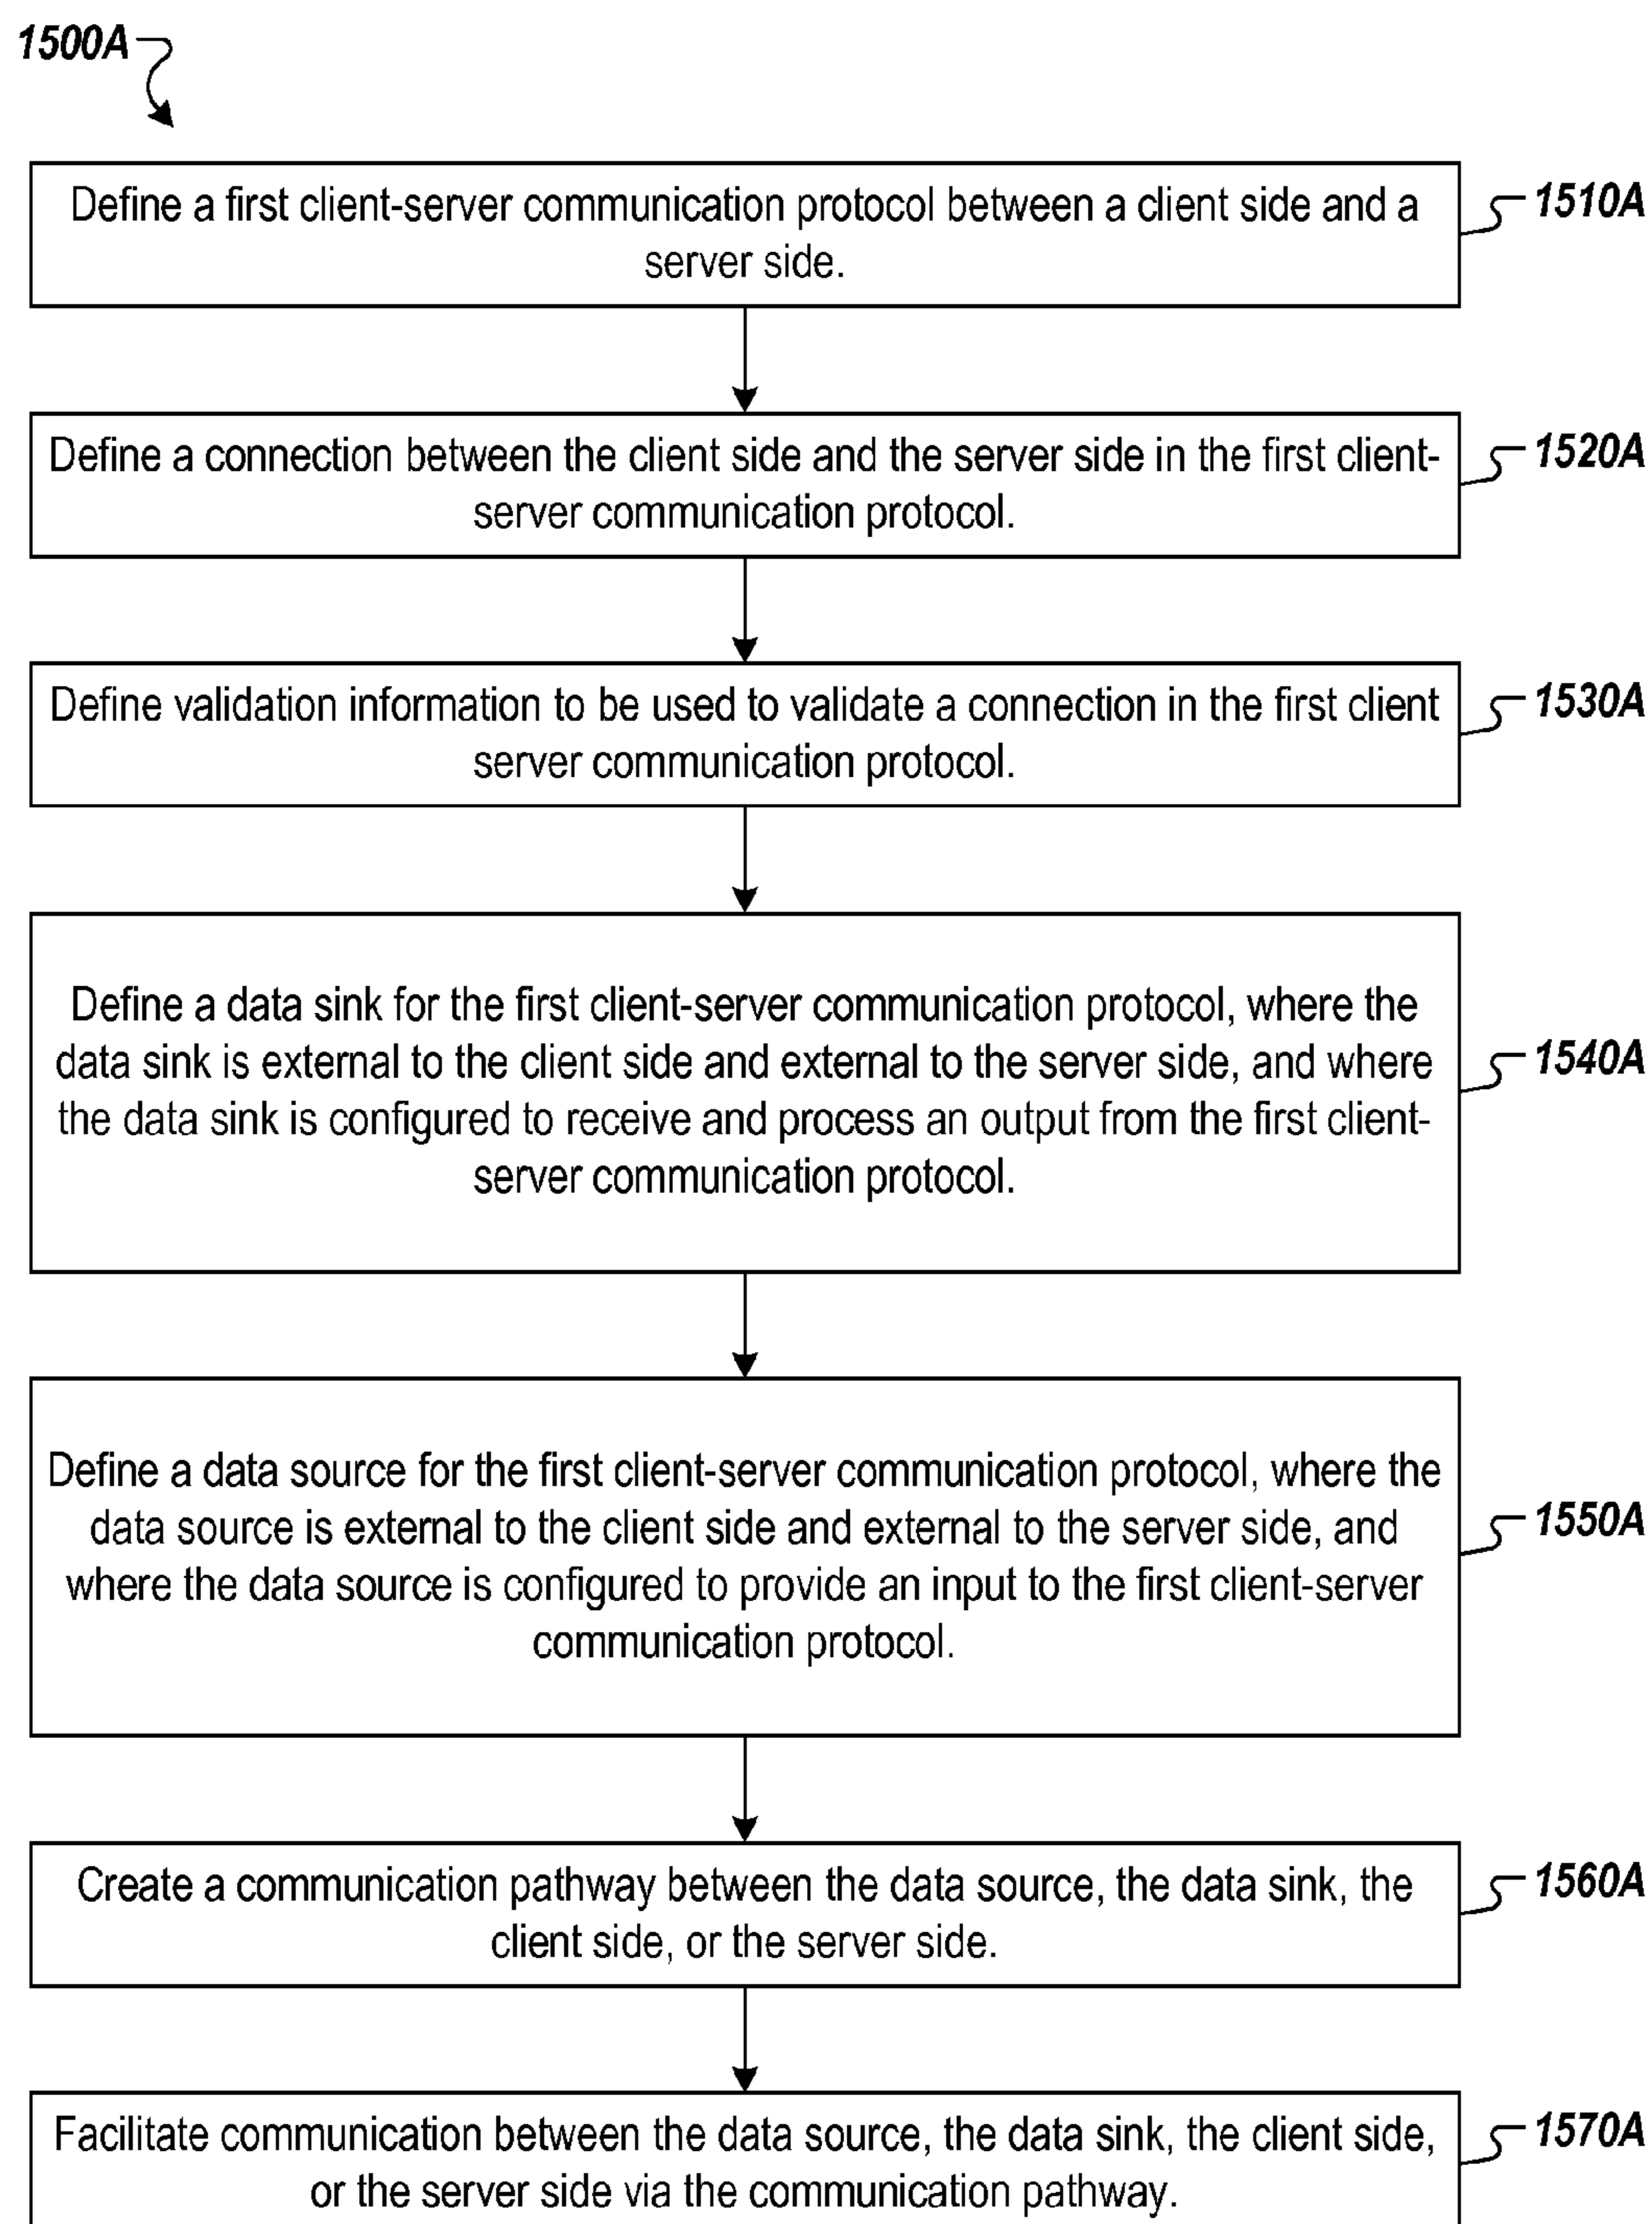 1500A
Define a first client-server communication protocol between a client side and a
server side.
1510A
Define a connection between the client side and the server side in the first client-
server communication protocol.
1520A
Define validation information to be used to validate a connection in the first client
server communication protocol.
1530A
Define a data sink for the first client-server communication protocol, where the
data sink is external to the client side and external to the server side, and where
the data sink is configured to receive and process an output from the first client-
server communication protocol.
1540A
Define a data source for the first client-server communication protocol, where the
data source is external to the client side and external to the server side, and
where the data source is configured to provide an input to the first client-server
communication protocol.
1550A
Create a communication pathway between the data source, the data sink, the
client side, or the server side.
1560A
Facilitate communication between the data source, the data sink, the client side,
or the server side via the communication pathway.
1570A